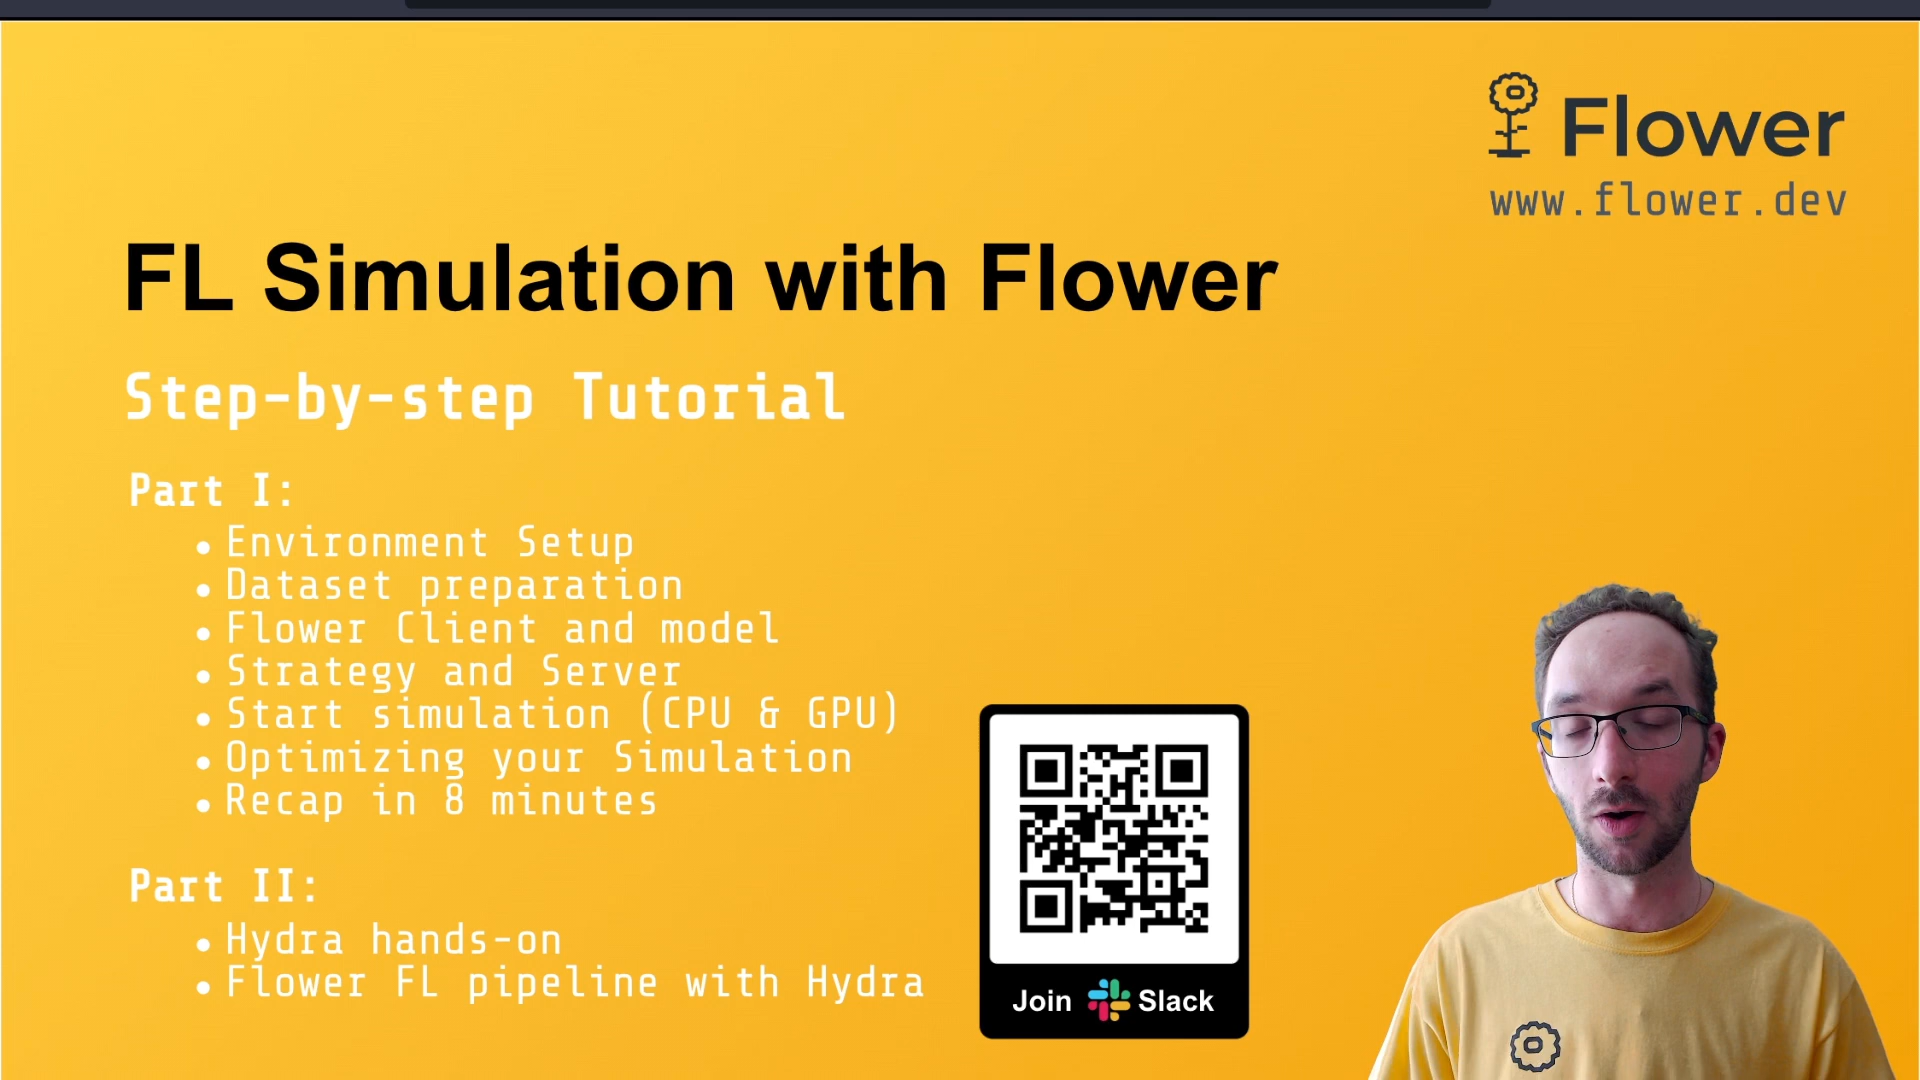 Flower
www.flower.dev
FL Simulation with Flower
Step-by-step Tutorial
Part I:
• Environment Setup
• Dataset preparation
• Flower Client and model
• Strategy and Server
• Start simulation (CPU & GPU)
• Optimizing your Simulation
• Recap in 8 minutes
Part II:
• Hydra hands-on
• Flower FL pipeline with Hydra
Join Slack